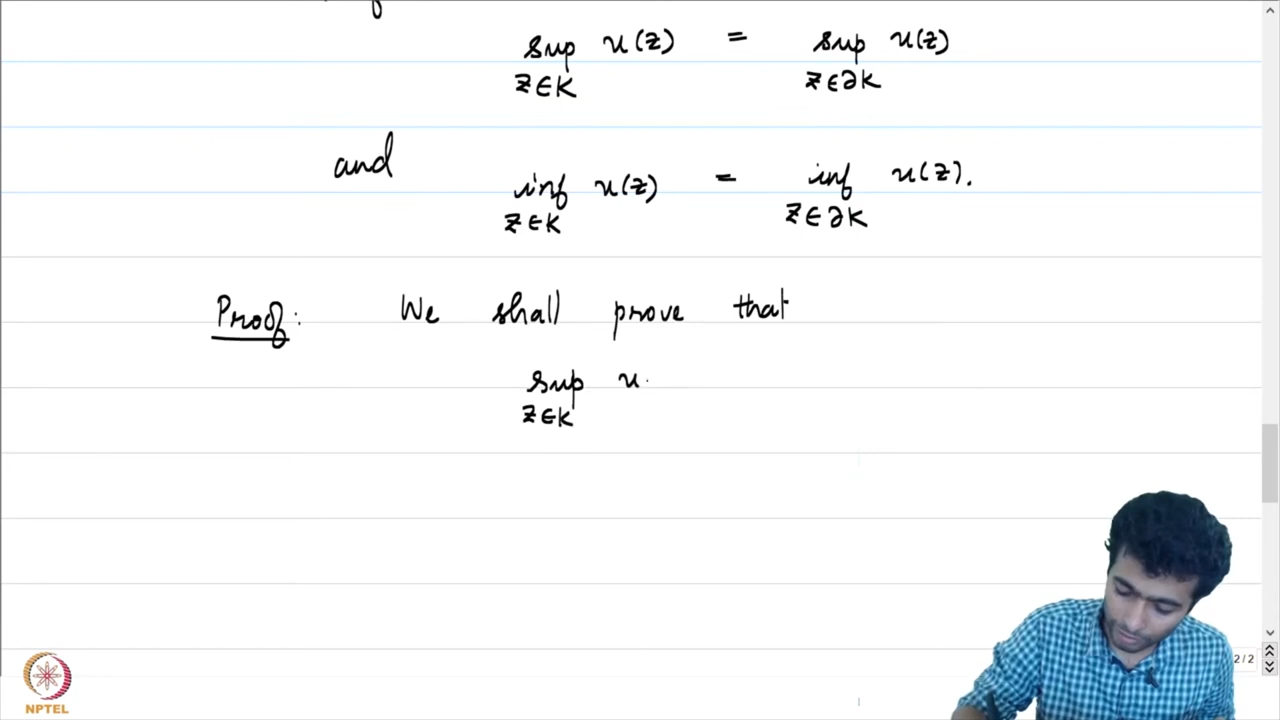 sup u(z) = sup u(z)
z∈K z∈∂K
and inf u(z) = inf u(z).
z∈K z∈∂K
Proof: We shall prove that
sup u
z∈K
2/2
NPTEL